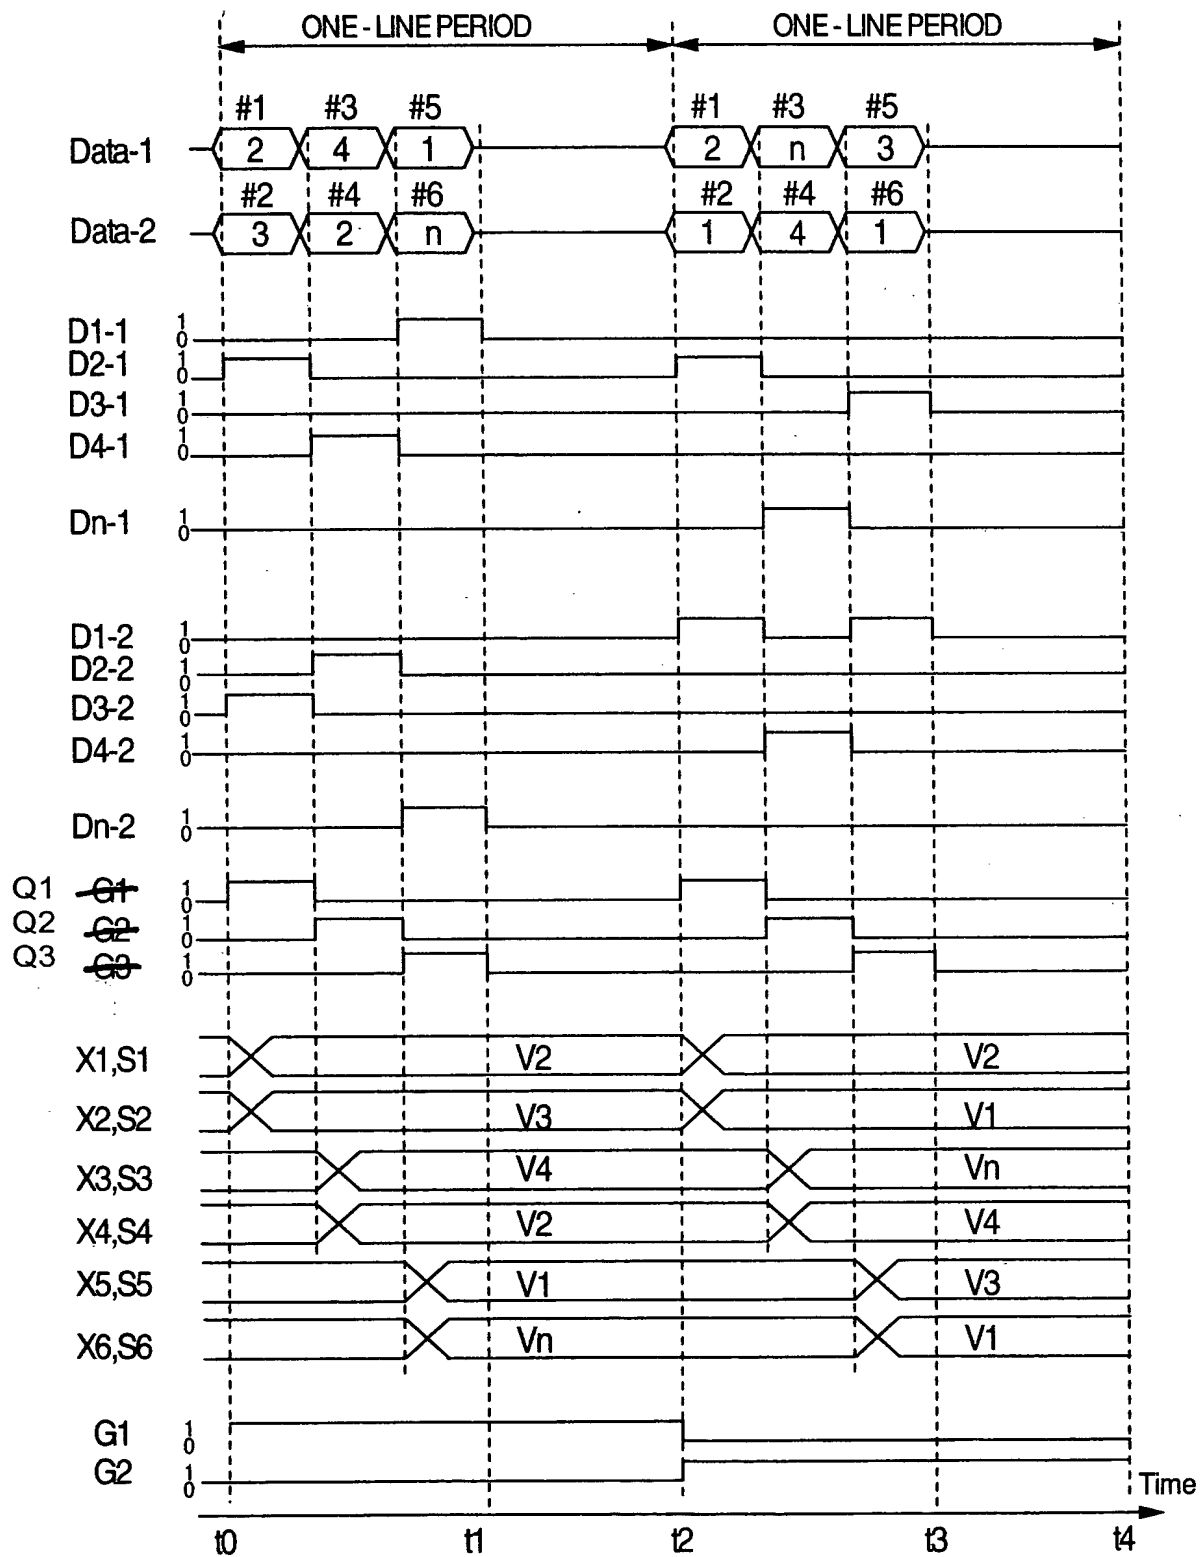 ONE - LINE PERIOD ONE - LINE PERIOD
#1 #3 #5 #1 #3 #5
Data-1 2 4 1 2 n 3
#2 #4 #6 #2 #4 #6
Data-2 3 2 n 1 4 1
D1-1 1 0
D2-1 1 0
D3-1 1 0
D4-1 1 0
Dn-1 1 0
D1-2 1 0
D2-2 1 0
D3-2 1 0
D4-2 1 0
Dn-2 1 0
Q1 G1 1 0
Q2 G2 1 0
Q3 G3 1 0
X1,S1 V2 V2
X2,S2 V3 V1
X3,S3 V4 Vn
X4,S4 V2 V4
X5,S5 V1 V3
X6,S6 Vn V1
G1 1 0
G2 1 0
Time
t0 t1 t2 t3 t4